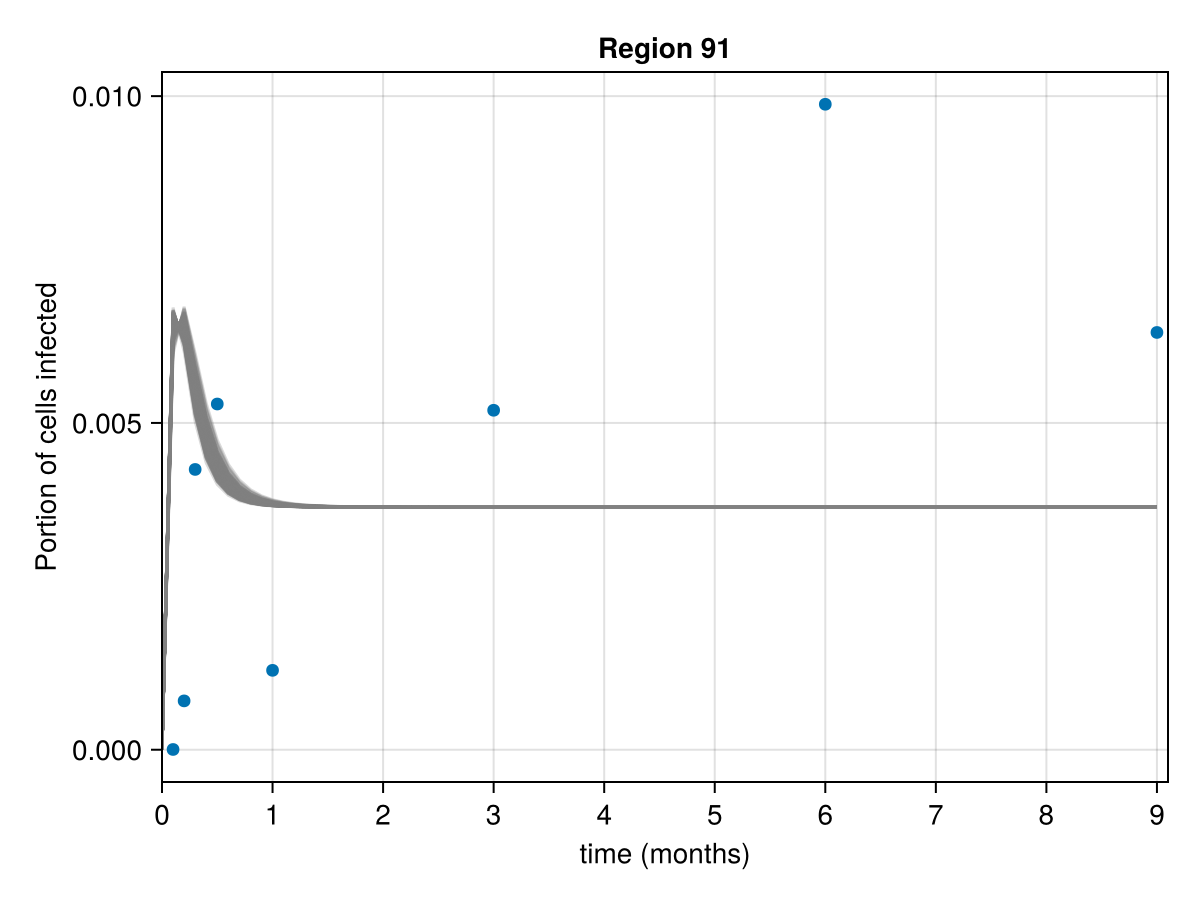 Region 91
0.010
0.005
0.000
Portion of cells infected
0 1 2 3 4 5 6 7 8 9
time (months)